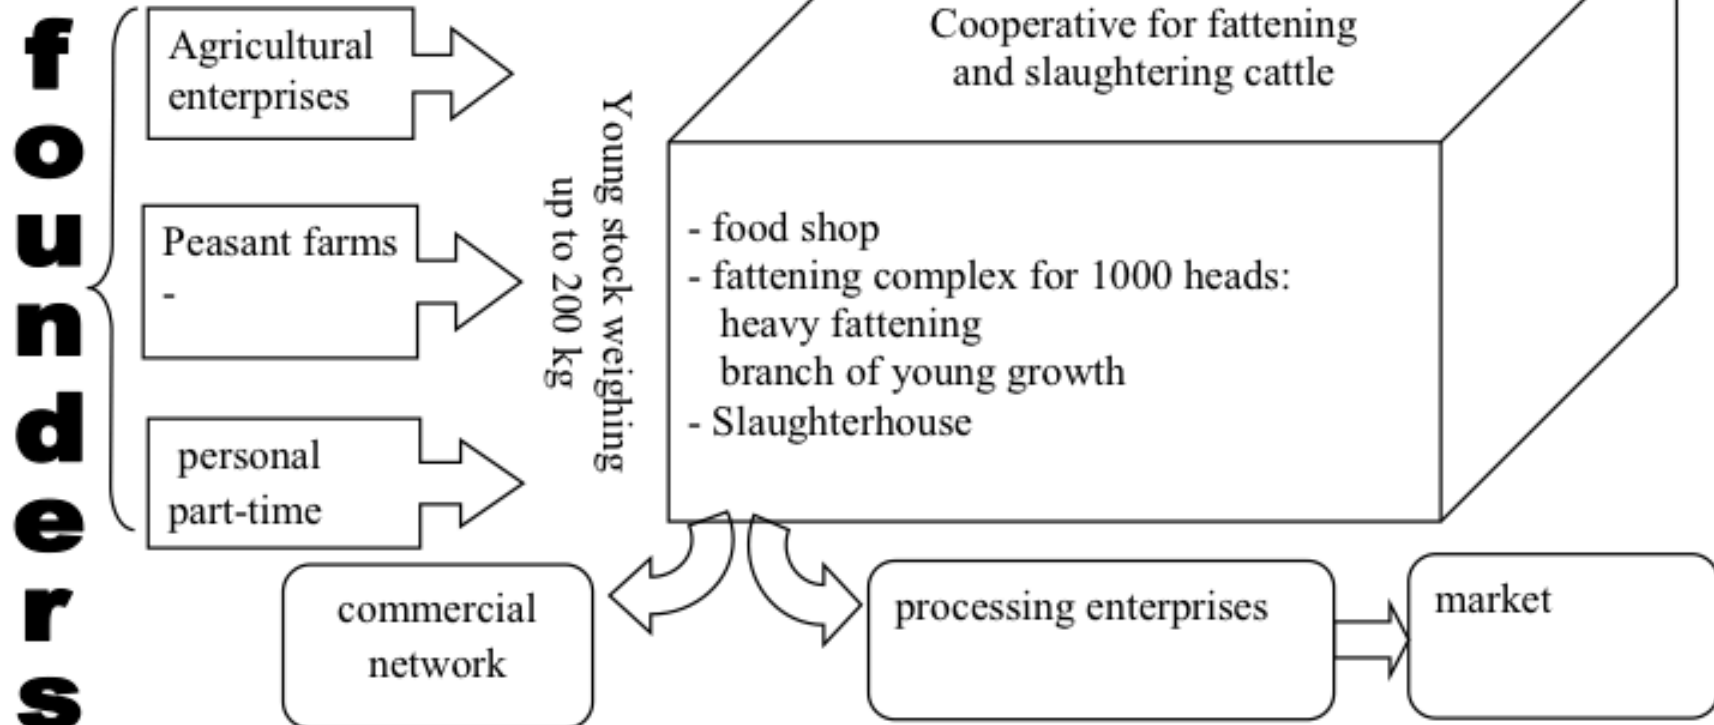 founders
Agricultural
enterprises
Peasant farms
-
personal
part-time
Young stock weighing
up to 200 kg
Cooperative for fattening
and slaughtering cattle
- food shop
- fattening complex for 1000 heads:
heavy fattening
branch of young growth
- Slaughterhouse
commercial
network
processing enterprises
market